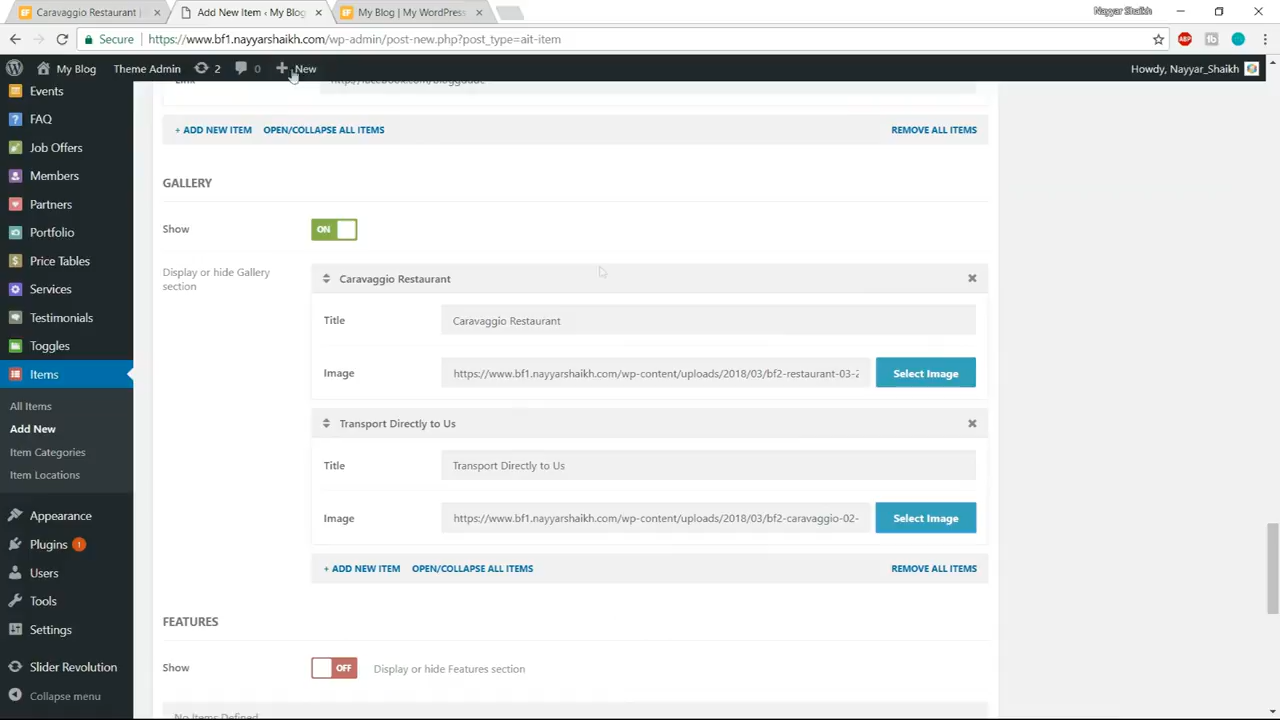 Caravaggio Restaurant |
Add New Item ‹ My Blog
My Blog | My WordPress
Nayyar Shaikh
Secure
https://www.bf1.nayyarshaikh.com/wp-admin/post-new.php?post_type=ait-item
My Blog
Theme Admin
2
0
New
Howdy, Nayyar_Shaikh
Events
FAQ
Job Offers
Members
Partners
Portfolio
Price Tables
Services
Testimonials
Toggles
Items
All Items
Add New
Item Categories
Item Locations
Appearance
Plugins 1
Users
Tools
Settings
Slider Revolution
Collapse menu
+ ADD NEW ITEM OPEN/COLLAPSE ALL ITEMS REMOVE ALL ITEMS
GALLERY
Show ON
Display or hide Gallery
section
Caravaggio Restaurant
Title Caravaggio Restaurant
Image https://www.bf1.nayyarshaikh.com/wp-content/uploads/2018/03/bf2-restaurant-03-2 Select Image
Transport Directly to Us
Title Transport Directly to Us
Image https://www.bf1.nayyarshaikh.com/wp-content/uploads/2018/03/bf2-caravaggio-02- Select Image
+ ADD NEW ITEM OPEN/COLLAPSE ALL ITEMS REMOVE ALL ITEMS
FEATURES
Show OFF Display or hide Features section
No Items Defined